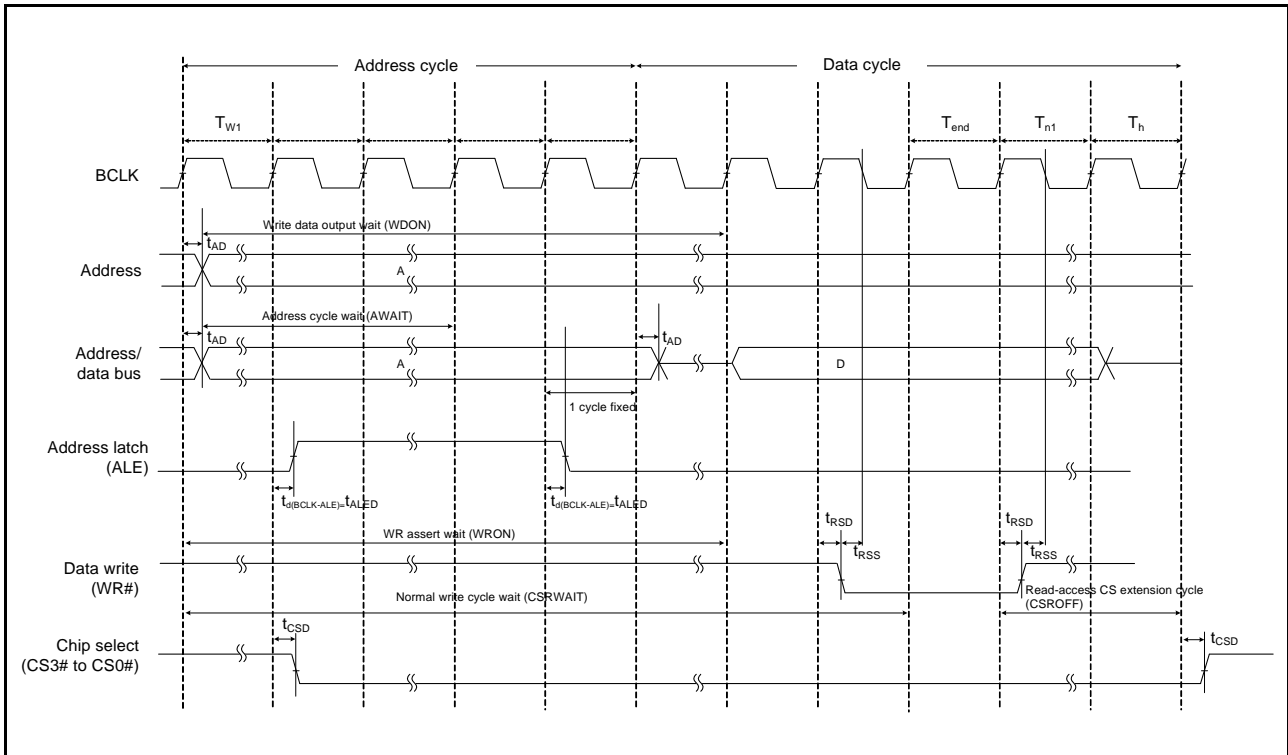 Address cycle
Data cycle
TW1
Tend
Tn1
Th
BCLK
Write data output wait (WDON)
tAD
Address
A
Address cycle wait (AWAIT)
tAD
tAD
Address/
data bus
A
D
1 cycle fixed
Address latch
(ALE)
td(BCLK-ALE)=tALED
td(BCLK-ALE)=tALED
tRSD
tRSD
WR assert wait (WRON)
tRSS
tRSS
Data write
(WR#)
Normal write cycle wait (CSRWAIT)
Read-access CS extension cycle
(CSROFF)
tCSD
tCSD
Chip select
(CS3# to CS0#)